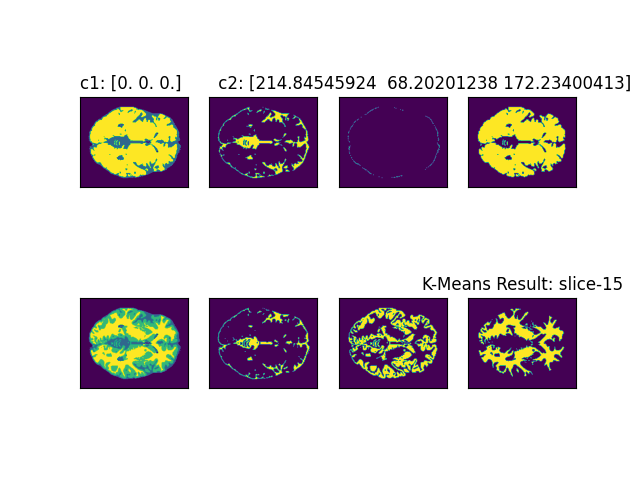 c1: [0. 0. 0.]
c2: [214.84545924 68.20201238 172.23400413]
K-Means Result: slice-15